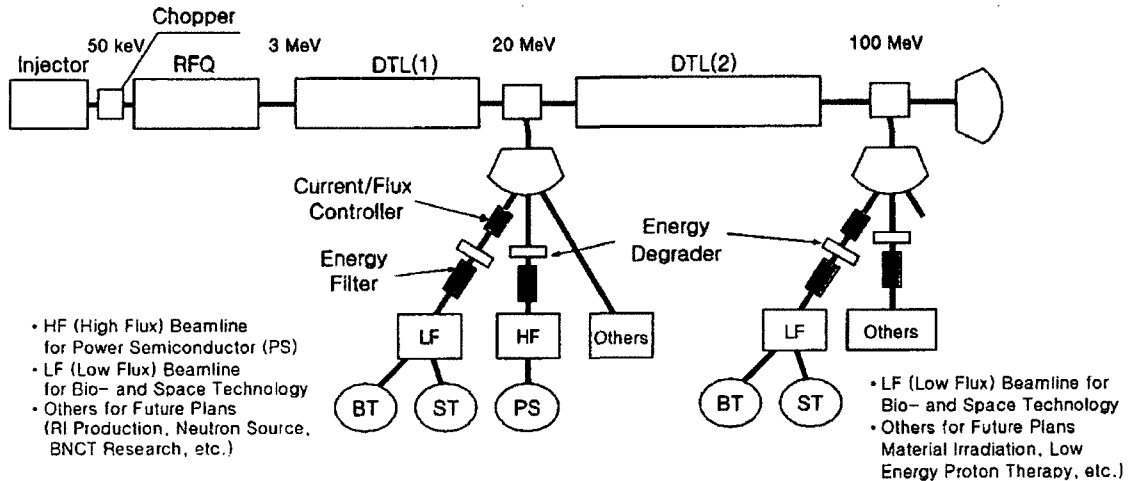 Chopper
50 keV
3 MeV
20 MeV
100 MeV
Injector
RFQ
DTL(1)
DTL(2)
Current/Flux
Controller
Energy
Filter
Energy
Degrader
LF
HF
Others
LF
Others
BT
ST
PS
BT
ST
• HF (High Flux) Beamline
for Power Semiconductor (PS)
• LF (Low Flux) Beamline
for Bio- and Space Technology
• Others for Future Plans
(RI Production, Neutron Source,
BNCT Research, etc.)
• LF (Low Flux) Beamline for
Bio- and Space Technology
• Others for Future Plans
Material Irradiation, Low
Energy Proton Therapy, etc.)